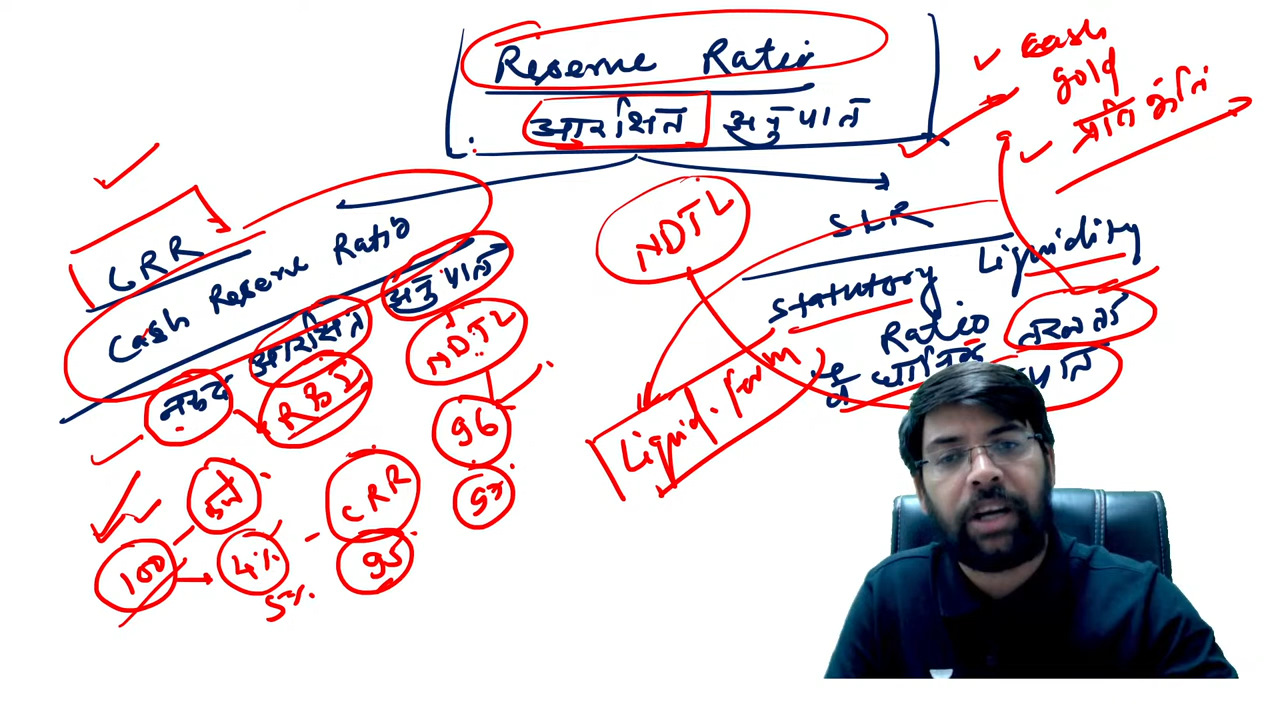 Reserve Ratio
आरक्षित अनुपात
Cash
gold
प्रतिभूति
CRR
Cash Reserve Ratio
नकद आरक्षित अनुपात
RBI
NDTL
96
5%
100
4%
5%
CRR
95
NDTL
SLR
Statutory Liquidity
Ratio
तरलता
Liquid form